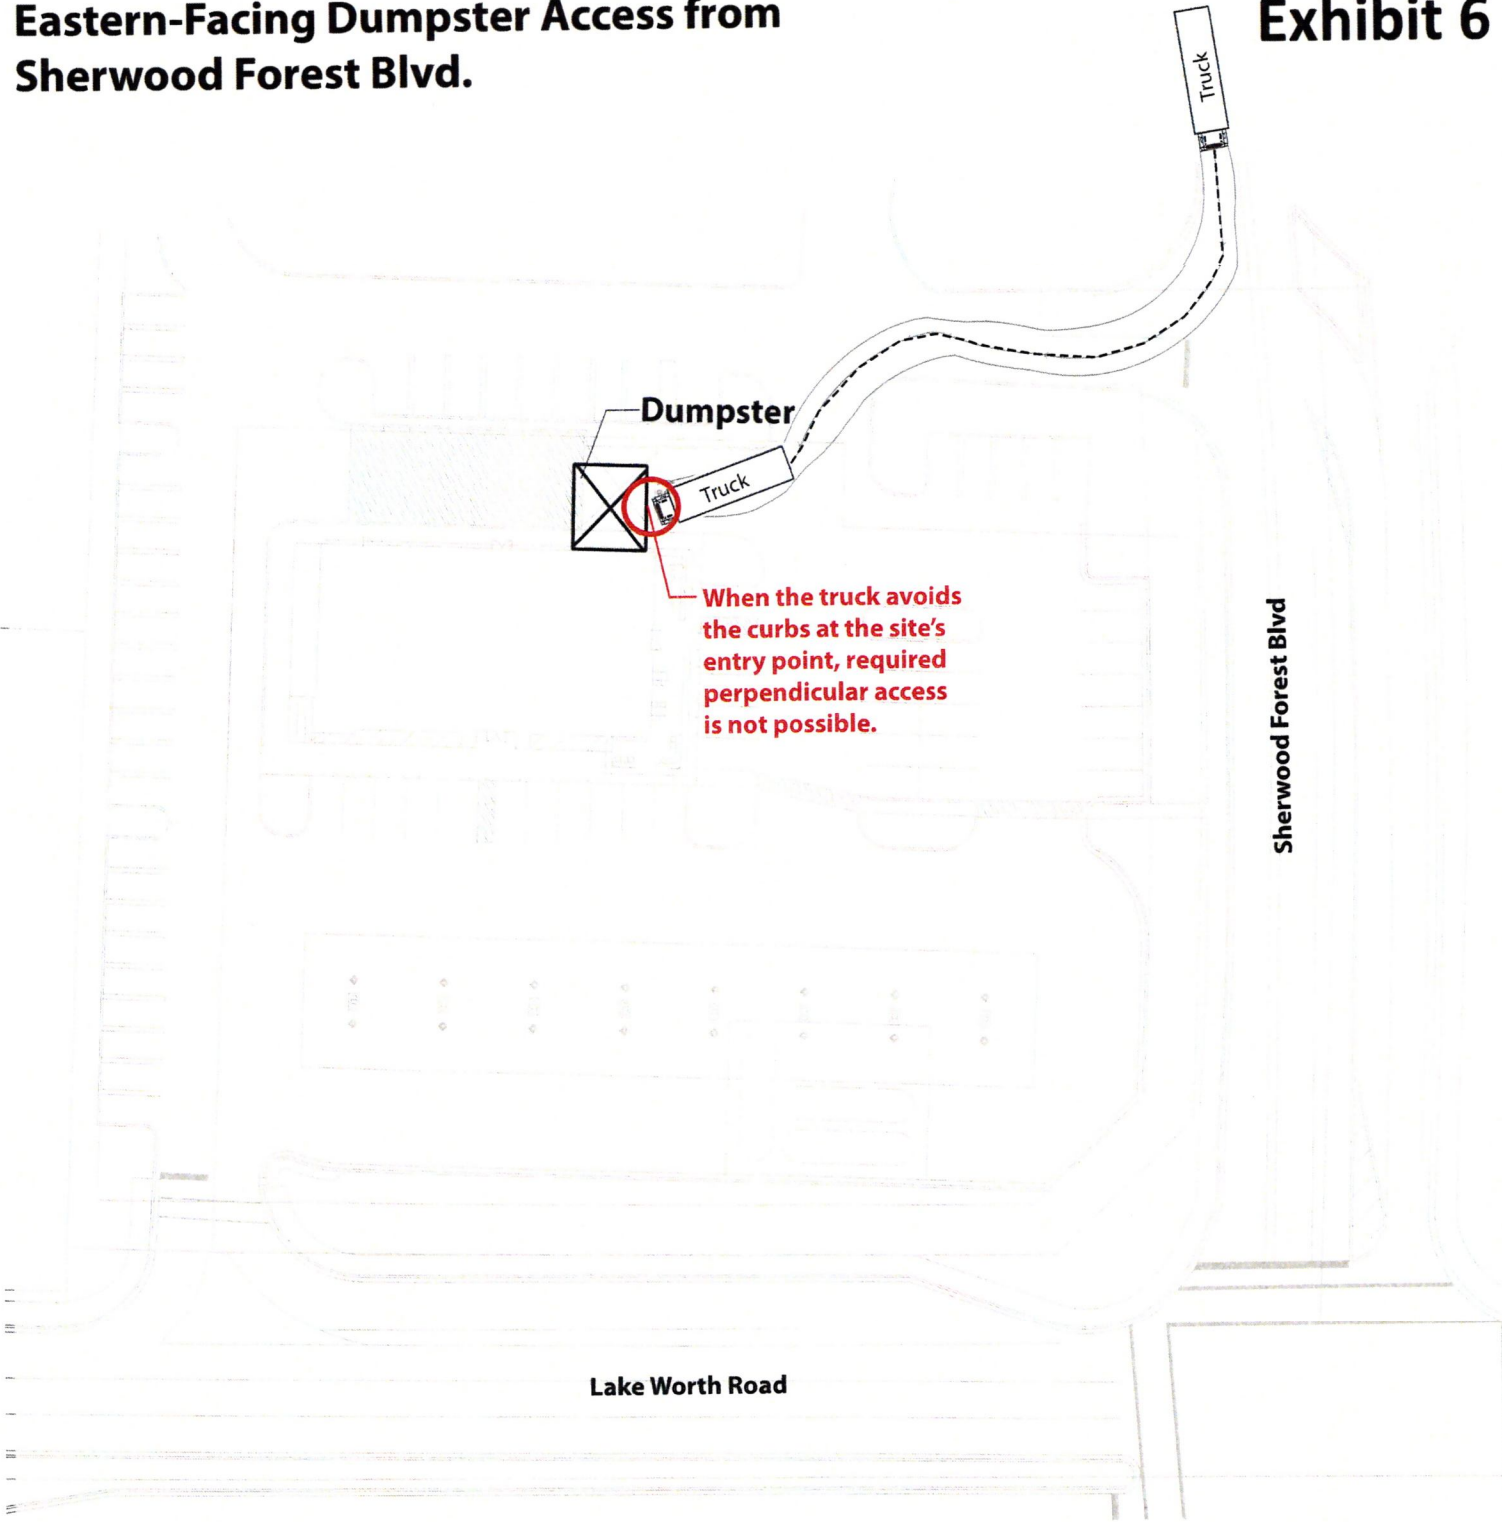 Eastern-Facing Dumpster Access from
Sherwood Forest Blvd.
Exhibit 6
Truck
Dumpster
Truck
When the truck avoids
the curbs at the site's
entry point, required
perpendicular access
is not possible.
Sherwood Forest Blvd
Lake Worth Road